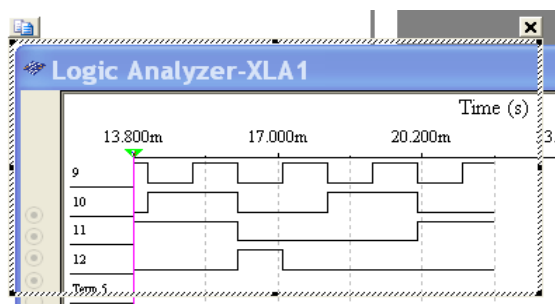 Logic Analyzer-XLA1
Time (s)
13.800m 17.000m 20.200m
9
10
11
12
Term 5